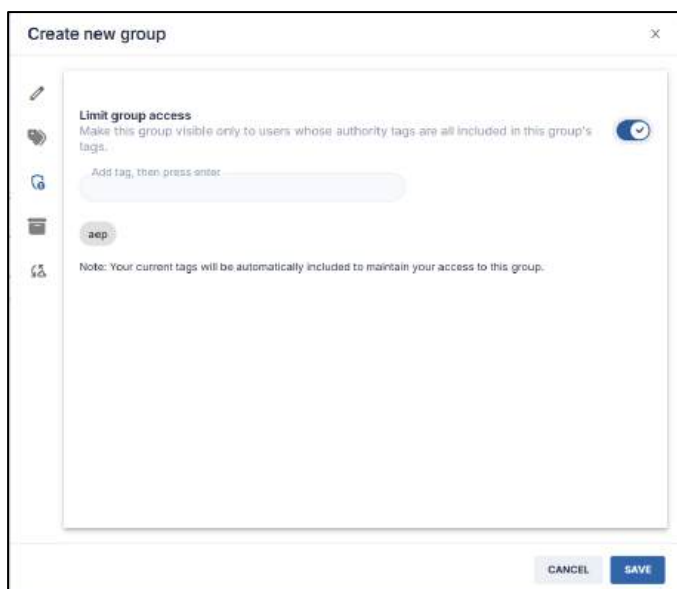 Create new group
Limit group access
Make this group visible only to users whose authority tags are all included in this group's
tags.
Add tag, then press enter
aep
Note: Your current tags will be automatically included to maintain your access to this group.
CANCEL
SAVE